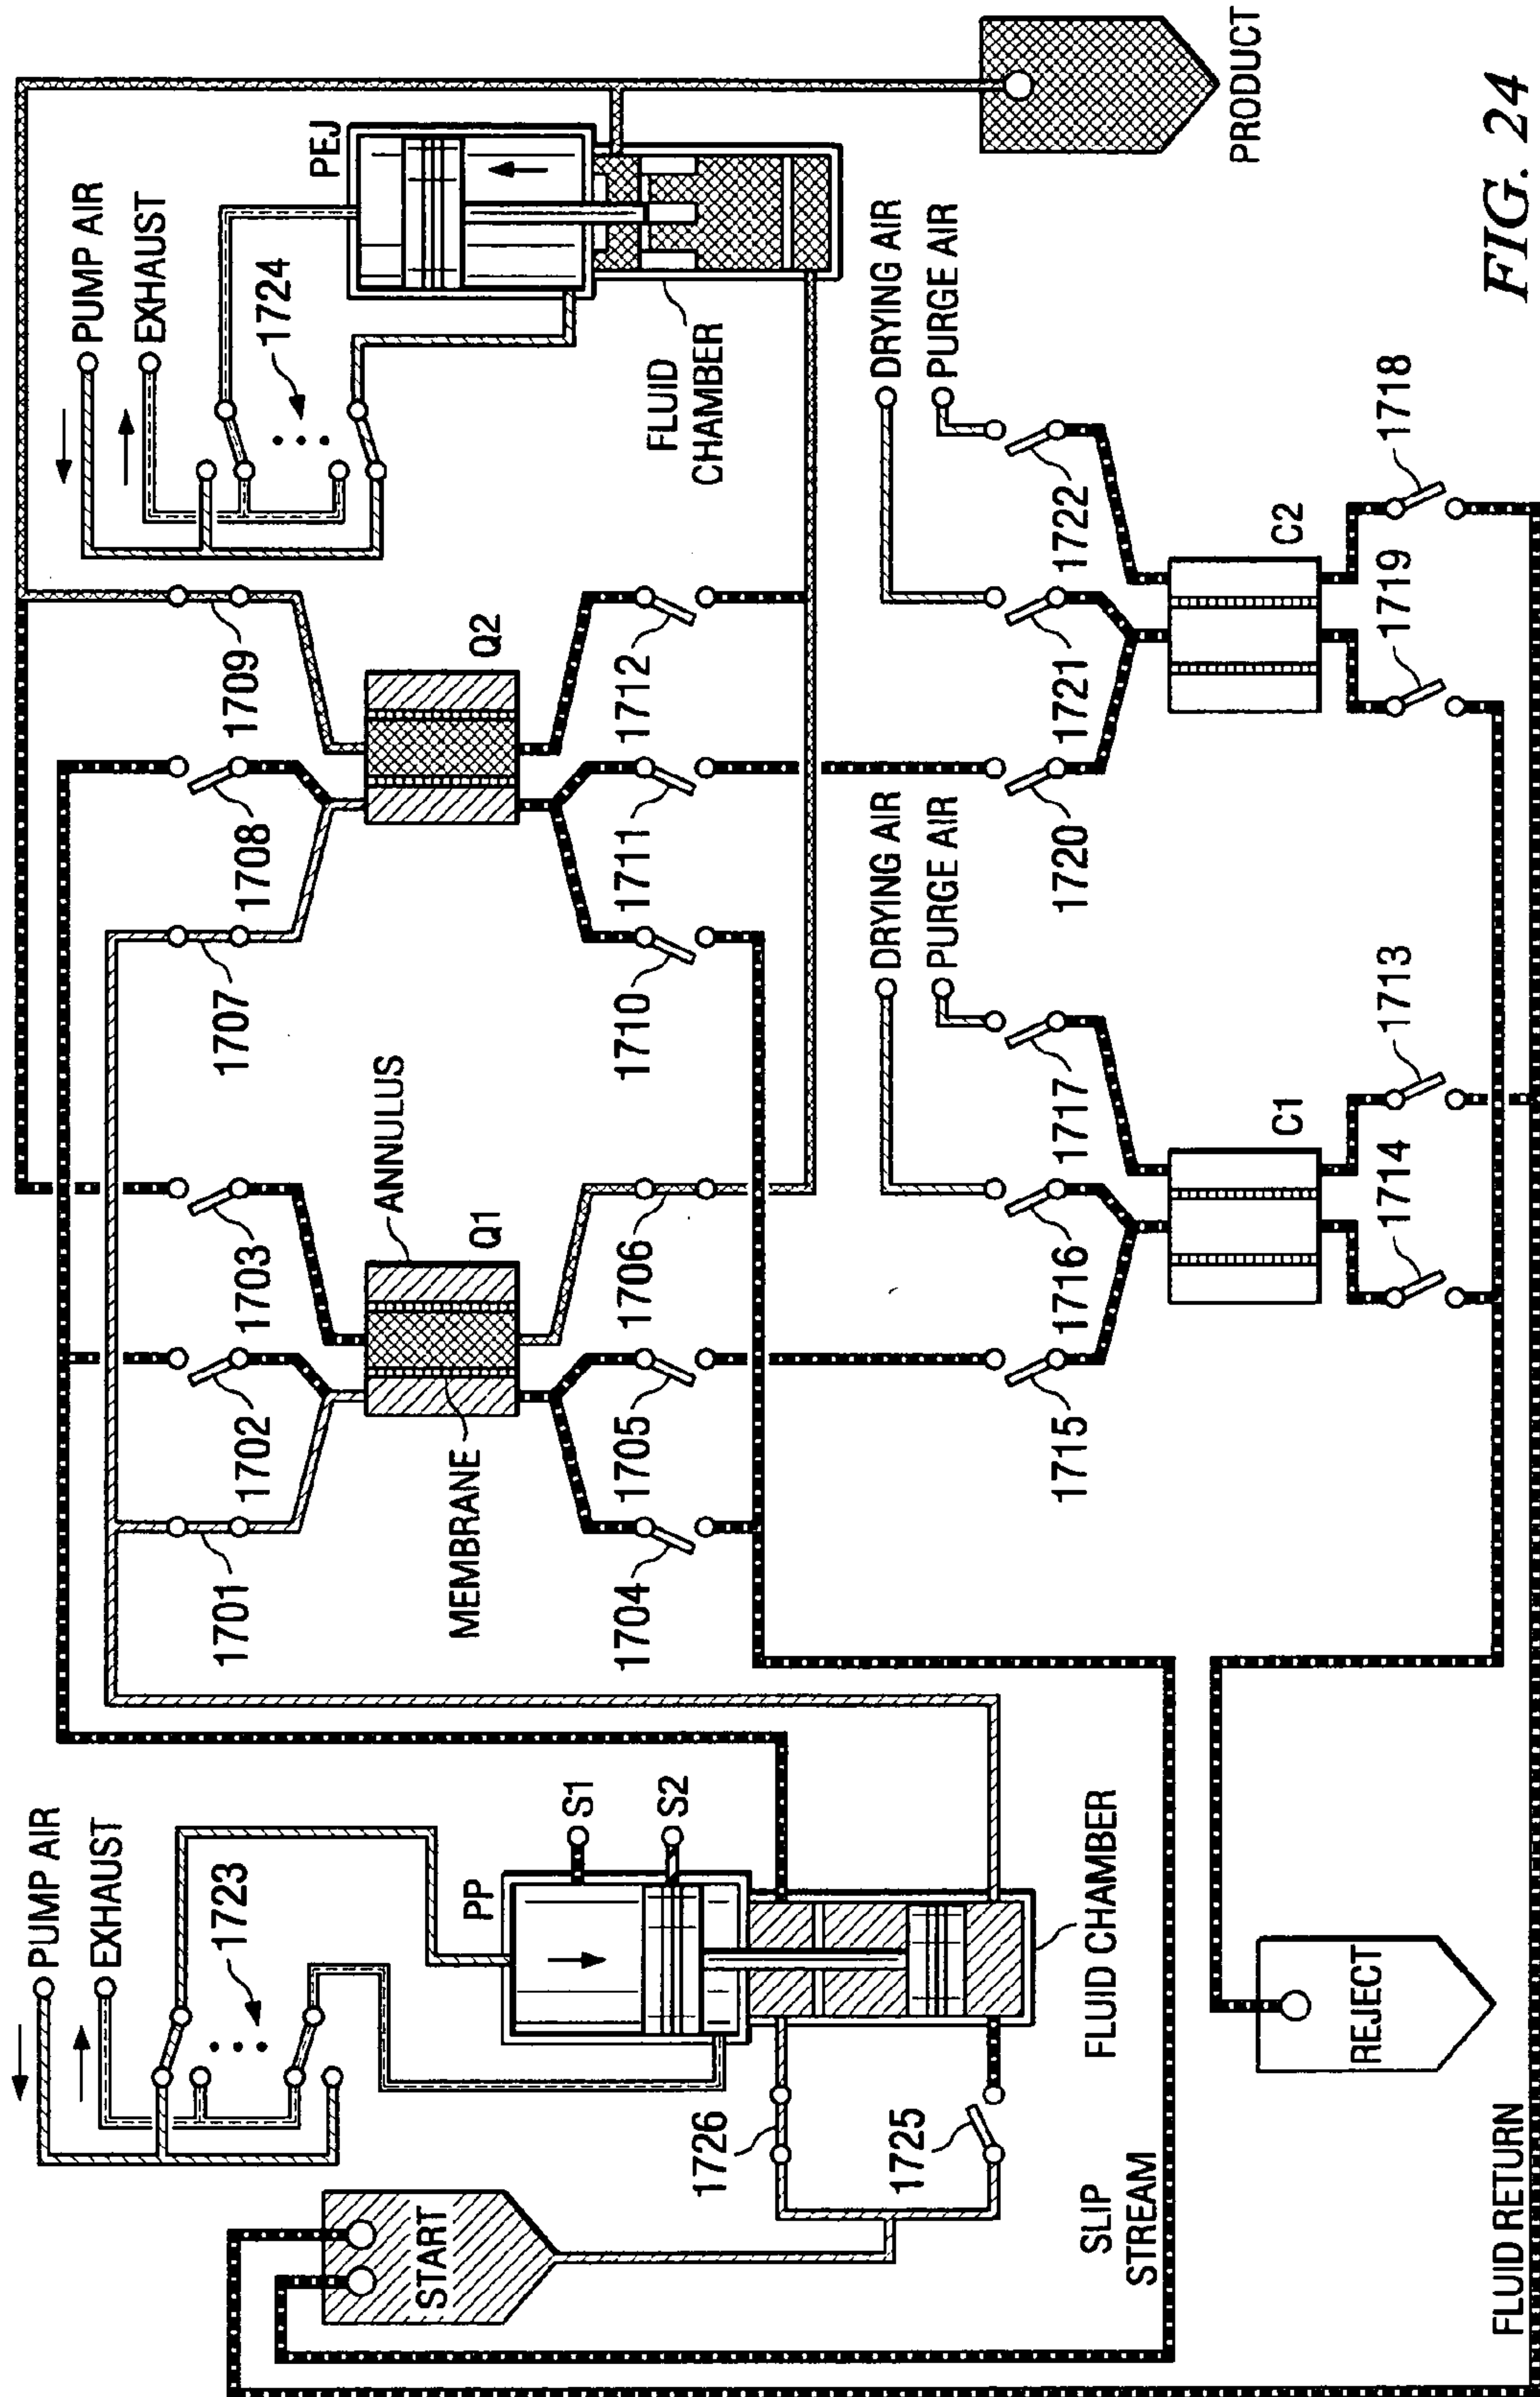 PUMP AIR
EXHAUST
1723
START
PP
S1
S2
1726
1725
FLUID CHAMBER
SLIP
STREAM
REJECT
FLUID RETURN
1701
1702
1703
MEMBRANE
ANNULUS
Q1
1704
1705
1706
1707
1708
1709
Q2
1710
1711
1712
PUMP AIR
EXHAUST
1724
PEJ
FLUID
CHAMBER
PRODUCT
DRYING AIR
PURGE AIR
1715
1716
1717
C1
1714
1713
DRYING AIR
PURGE AIR
1720
1721
1722
C2
1719
1718
FIG. 24